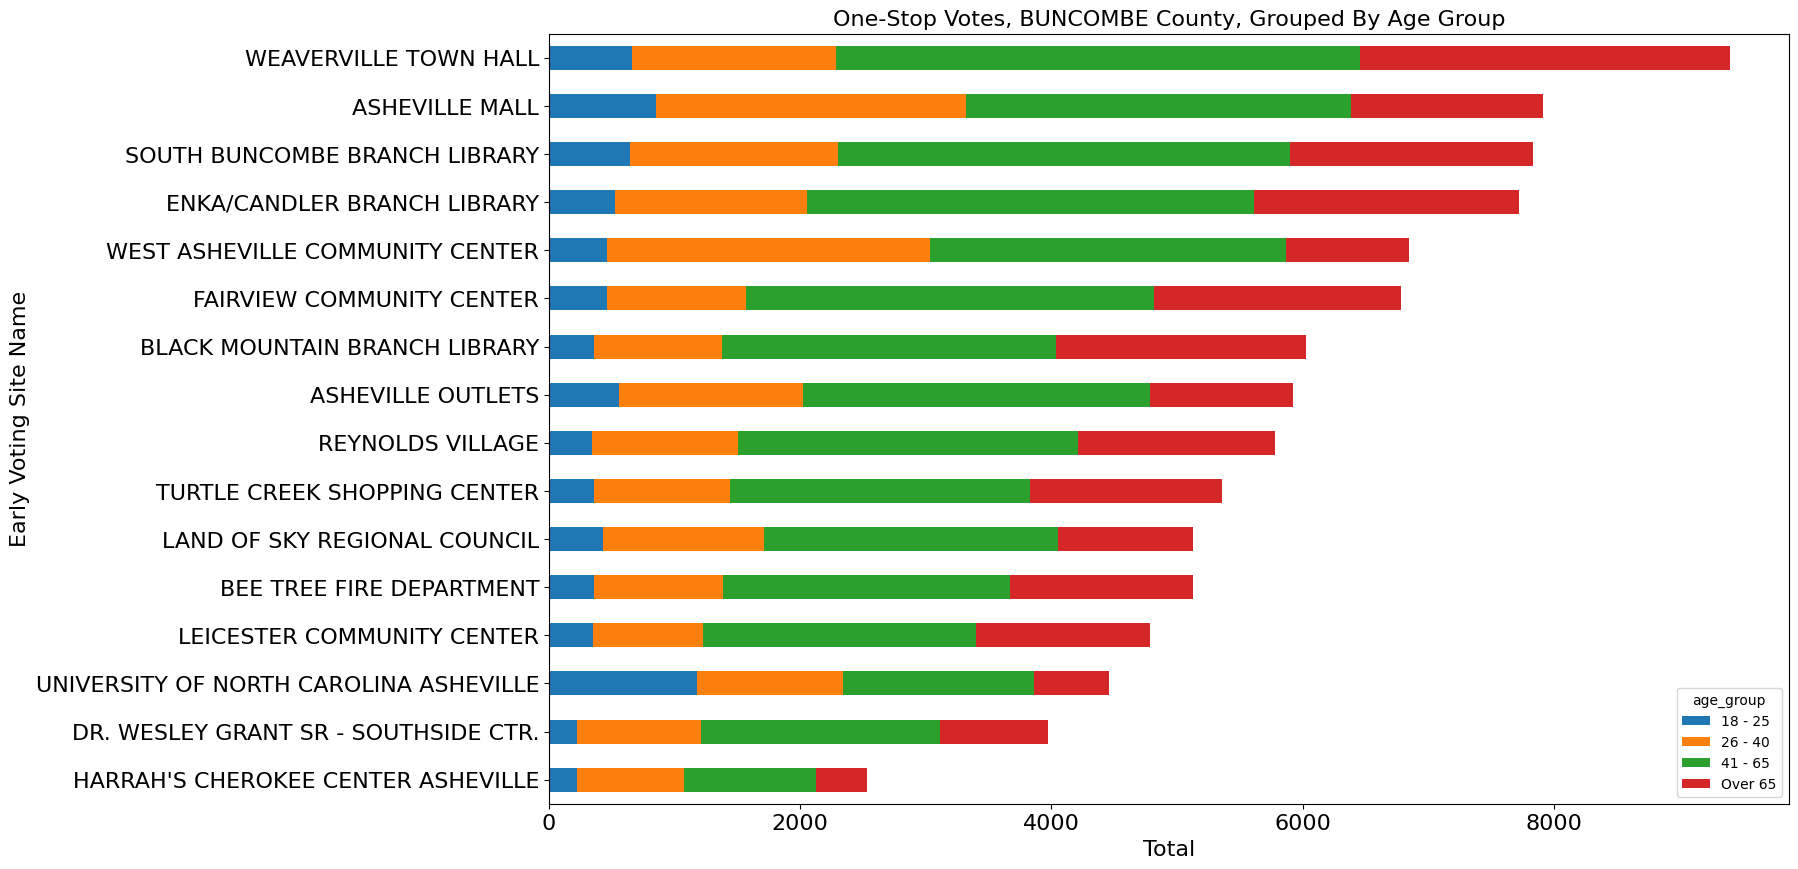 One-Stop Votes, BUNCOMBE County, Grouped By Age Group
Early Voting Site Name
WEAVERVILLE TOWN HALL
ASHEVILLE MALL
SOUTH BUNCOMBE BRANCH LIBRARY
ENKA/CANDLER BRANCH LIBRARY
WEST ASHEVILLE COMMUNITY CENTER
FAIRVIEW COMMUNITY CENTER
BLACK MOUNTAIN BRANCH LIBRARY
ASHEVILLE OUTLETS
REYNOLDS VILLAGE
TURTLE CREEK SHOPPING CENTER
LAND OF SKY REGIONAL COUNCIL
BEE TREE FIRE DEPARTMENT
LEICESTER COMMUNITY CENTER
UNIVERSITY OF NORTH CAROLINA ASHEVILLE
DR. WESLEY GRANT SR - SOUTHSIDE CTR.
HARRAH'S CHEROKEE CENTER ASHEVILLE
age_group
18 - 25
26 - 40
41 - 65
Over 65
0 2000 4000 6000 8000
Total